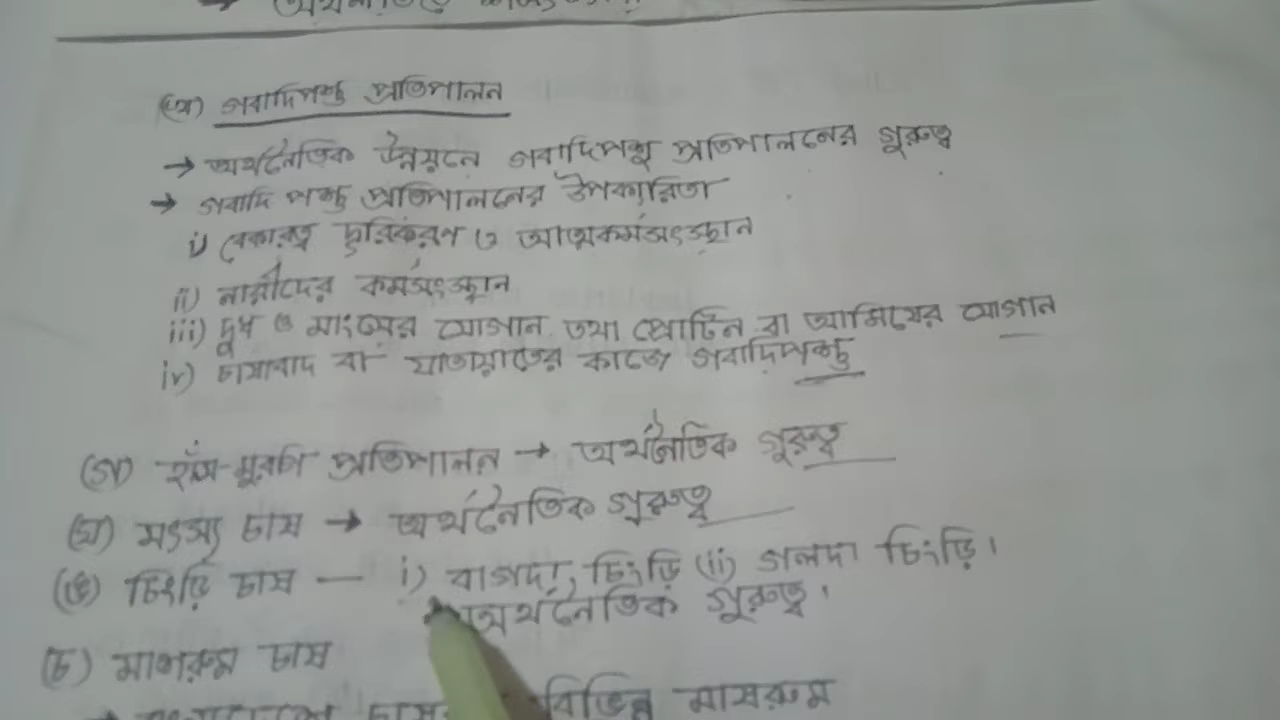 (খ) গবাদিপশু প্রতিপালন
→ অর্থনৈতিক উন্নয়নে গবাদিপশু প্রতিপালনের গুরুত্ব
→ গবাদি পশু প্রতিপালনের উপকারিতা
i) বেকারত্ব দূরিকরণ ও আত্মকর্মসংস্থান
ii) নারীদের কর্মসংস্থান
iii) দুধ ও মাংসের যোগান তথা প্রোটিন বা আমিষের যোগান
iv) চাষাবাদ বা যাতায়াতের কাজে গবাদিপশু
(গ) হাঁস-মুরগি প্রতিপালন → অর্থনৈতিক গুরুত্ব
(ঘ) মৎস্য চাষ → অর্থনৈতিক গুরুত্ব
(ঙ) চিংড়ি চাষ — i) বাগদা চিংড়ি (ii) গলদা চিংড়ি।
অর্থনৈতিক গুরুত্ব।
(চ) মাশরুম চাষ
বিভিন্ন মাষরুম